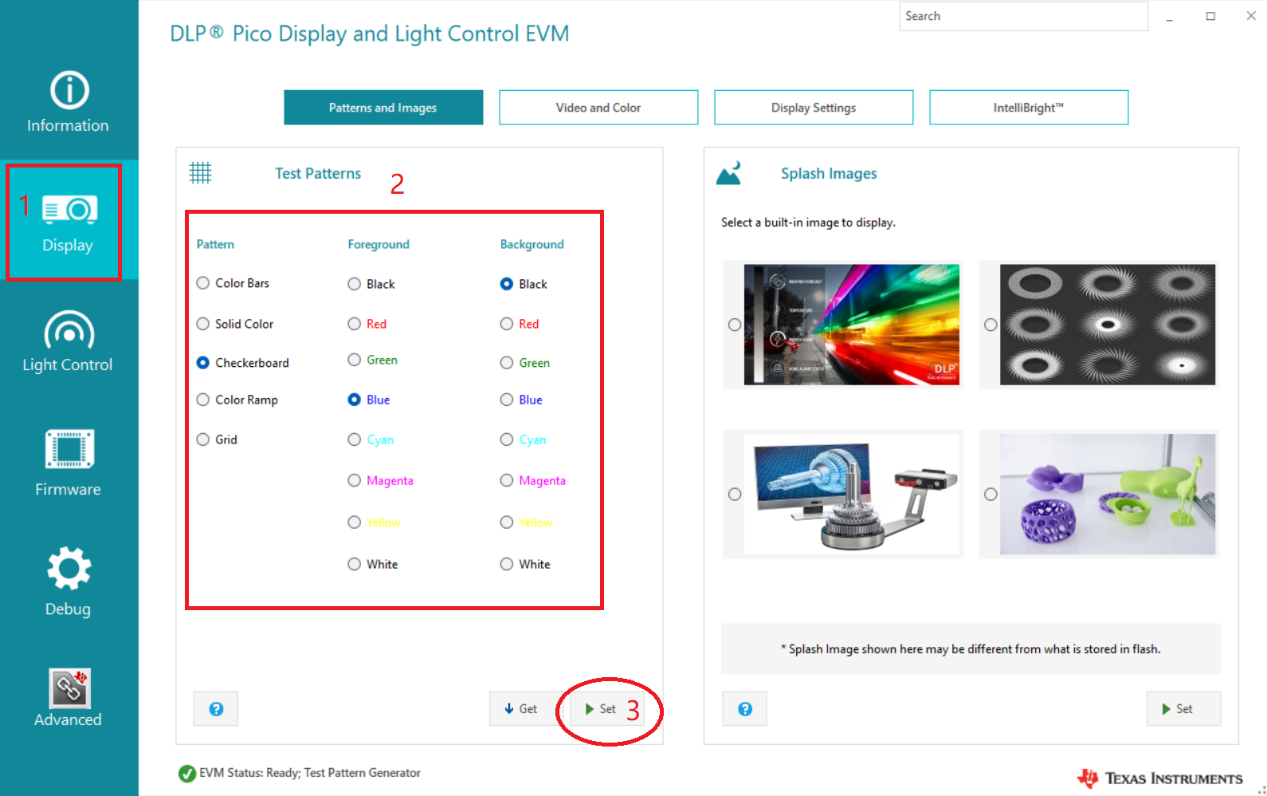 Search
DLP® Pico Display and Light Control EVM
Information
1
Display
Light Control
Firmware
Debug
Advanced
Patterns and Images
Video and Color
Display Settings
IntelliBright™
Test Patterns
2
Pattern
Color Bars
Solid Color
Checkerboard
Color Ramp
Grid
Foreground
Black
Red
Green
Blue
Cyan
Magenta
Yellow
White
Background
Black
Red
Green
Blue
Cyan
Magenta
Yellow
White
Get
Set
3
Splash Images
Select a built-in image to display.
WEATHER FORECAST
TEMPERATURE
DLP
* Splash Image shown here may be different from what is stored in flash.
Set
EVM Status: Ready; Test Pattern Generator
TEXAS INSTRUMENTS